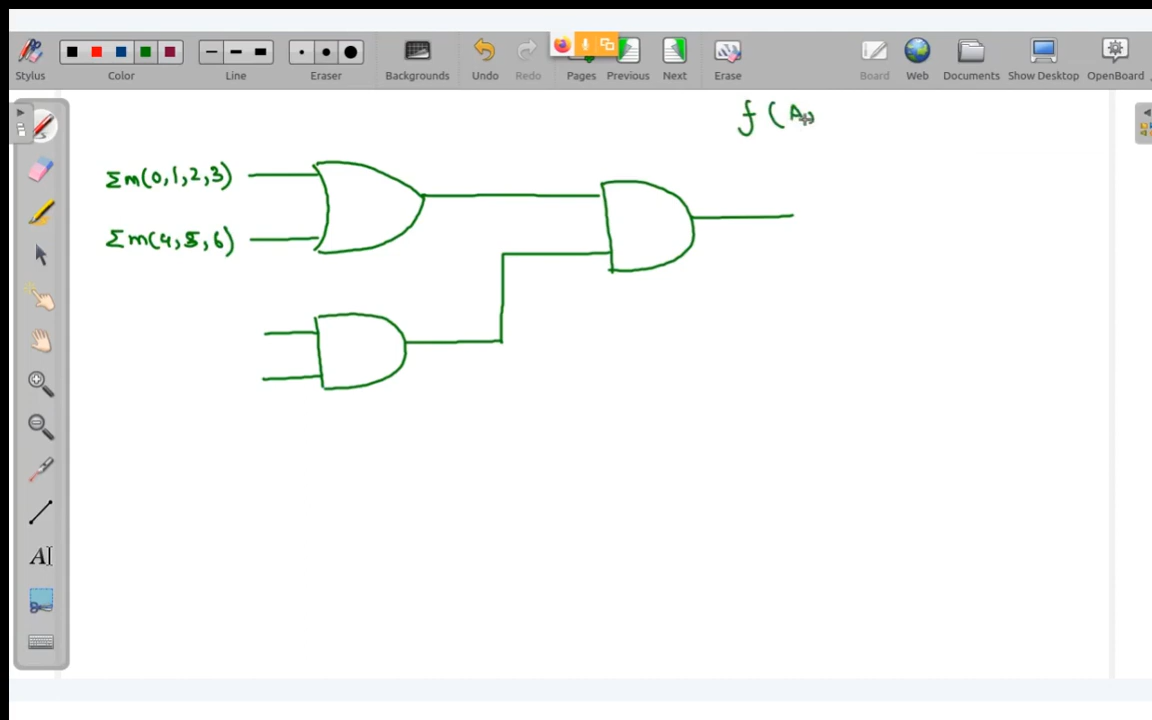 Stylus Color Line Eraser Backgrounds Undo Redo Pages Previous Next Erase Board Web Documents Show Desktop OpenBoard
f(A,
Σm(0,1,2,3)
Σm(4,5,6)
AI